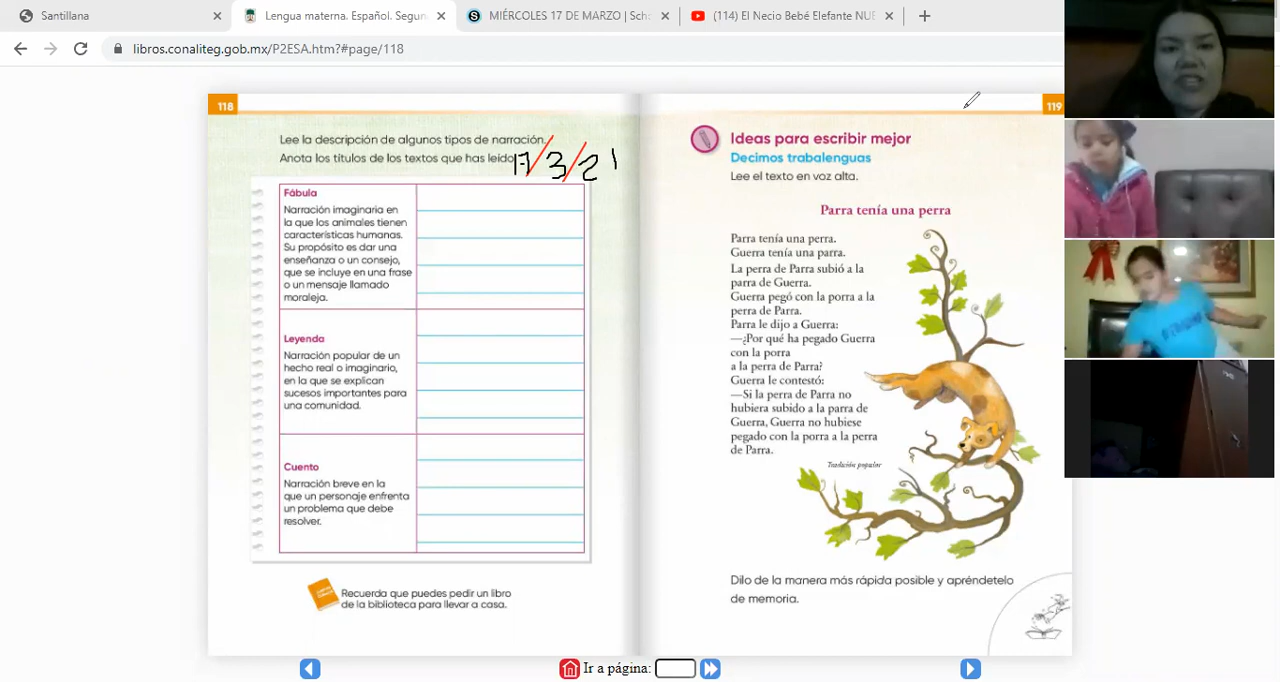 Santillana
Lengua materna. Español. Segun
MIÉRCOLES 17 DE MARZO | Sch
(114) El Necio Bebé Elefante NUE
libros.conaliteg.gob.mx/P2ESA.htm?#page/118
118
Lee la descripción de algunos tipos de narración.
Anota los títulos de los textos que has leído
17/3/21
Fábula
Narración imaginaria en
la que los animales tienen
características humanas.
Su propósito es dar una
enseñanza o un consejo,
que se incluye en una frase
o un mensaje llamado
moraleja.
Leyenda
Narración popular de un
hecho real o imaginario,
en la que se explican
sucesos importantes para
una comunidad.
Cuento
Narración breve en la
que un personaje enfrenta
un problema que debe
resolver.
Recuerda que puedes pedir un libro
de la biblioteca para llevar a casa.
119
Ideas para escribir mejor
Decimos trabalenguas
Lee el texto en voz alta.
Parra tenía una perra
Parra tenía una perra.
Guerra tenía una parra.
La perra de Parra subió a la
parra de Guerra.
Guerra pegó con la porra a la
perra de Parra.
Parra le dijo a Guerra:
—¿Por qué ha pegado Guerra
con la porra
a la perra de Parra?
Guerra le contestó:
—Si la perra de Parra no
hubiera subido a la parra de
Guerra, Guerra no hubiese
pegado con la porra a la perra
de Parra.
Tradición popular
Dilo de la manera más rápida posible y apréndetelo
de memoria.
Ir a página: